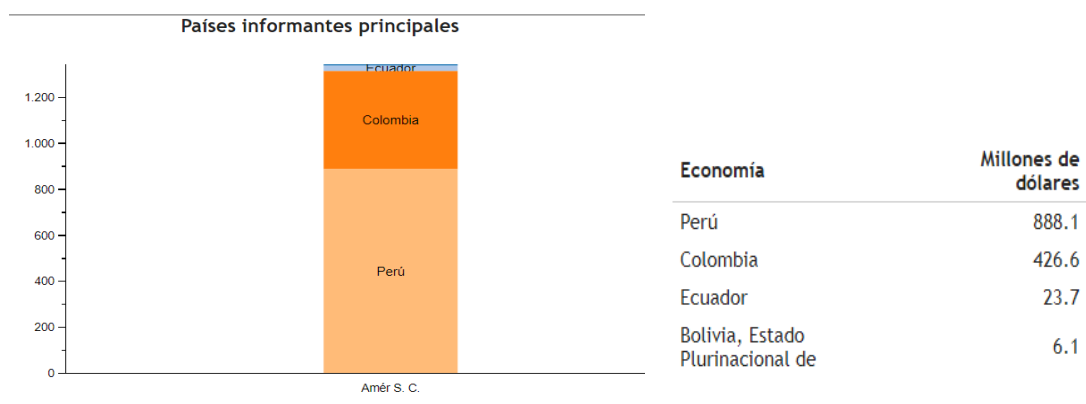 Países informantes principales
Ecuador
1.200
Colombia
1.000
800
600
Perú
400
200
0
Amér S. C.
Economía Millones de
dólares
Perú 888.1
Colombia 426.6
Ecuador 23.7
Bolivia, Estado
Plurinacional de 6.1